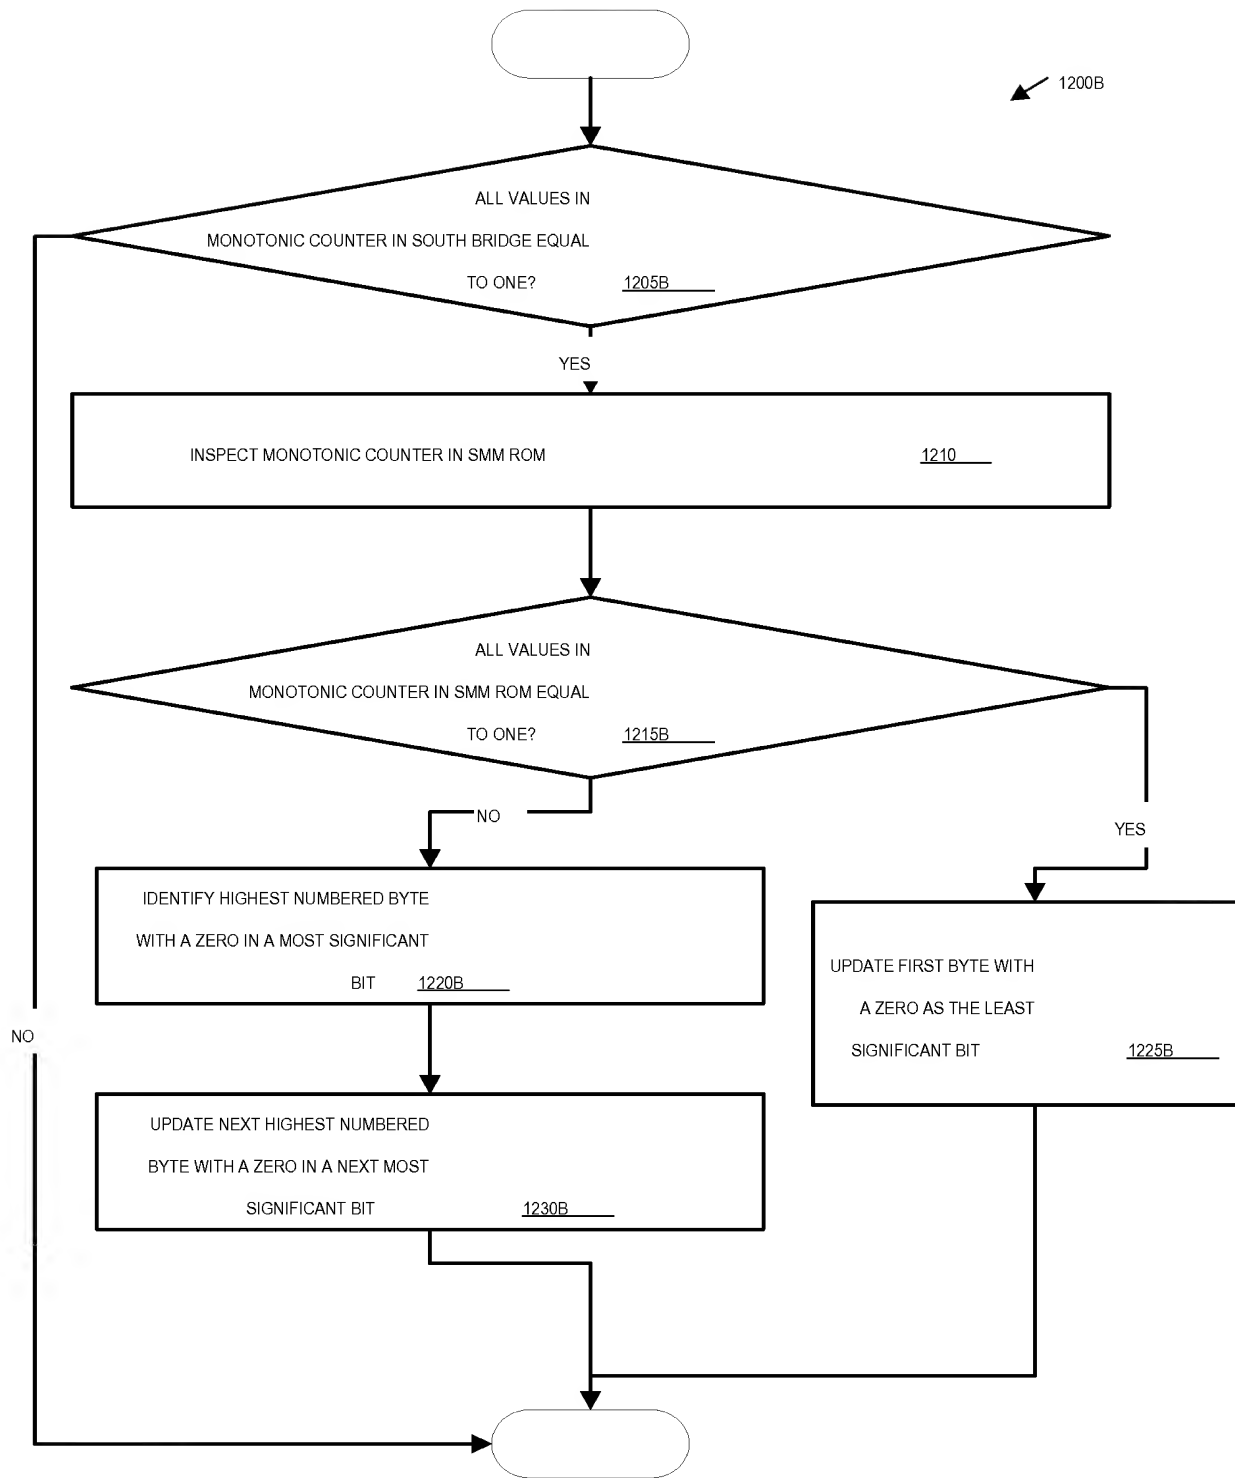 1200B
ALL VALUES IN
MONOTONIC COUNTER IN SOUTH BRIDGE EQUAL
TO ONE? 1205B
YES
INSPECT MONOTONIC COUNTER IN SMM ROM 1210
ALL VALUES IN
MONOTONIC COUNTER IN SMM ROM EQUAL
TO ONE? 1215B
NO
YES
IDENTIFY HIGHEST NUMBERED BYTE
WITH A ZERO IN A MOST SIGNIFICANT
BIT 1220B
UPDATE FIRST BYTE WITH
A ZERO AS THE LEAST
SIGNIFICANT BIT 1225B
NO
UPDATE NEXT HIGHEST NUMBERED
BYTE WITH A ZERO IN A NEXT MOST
SIGNIFICANT BIT 1230B